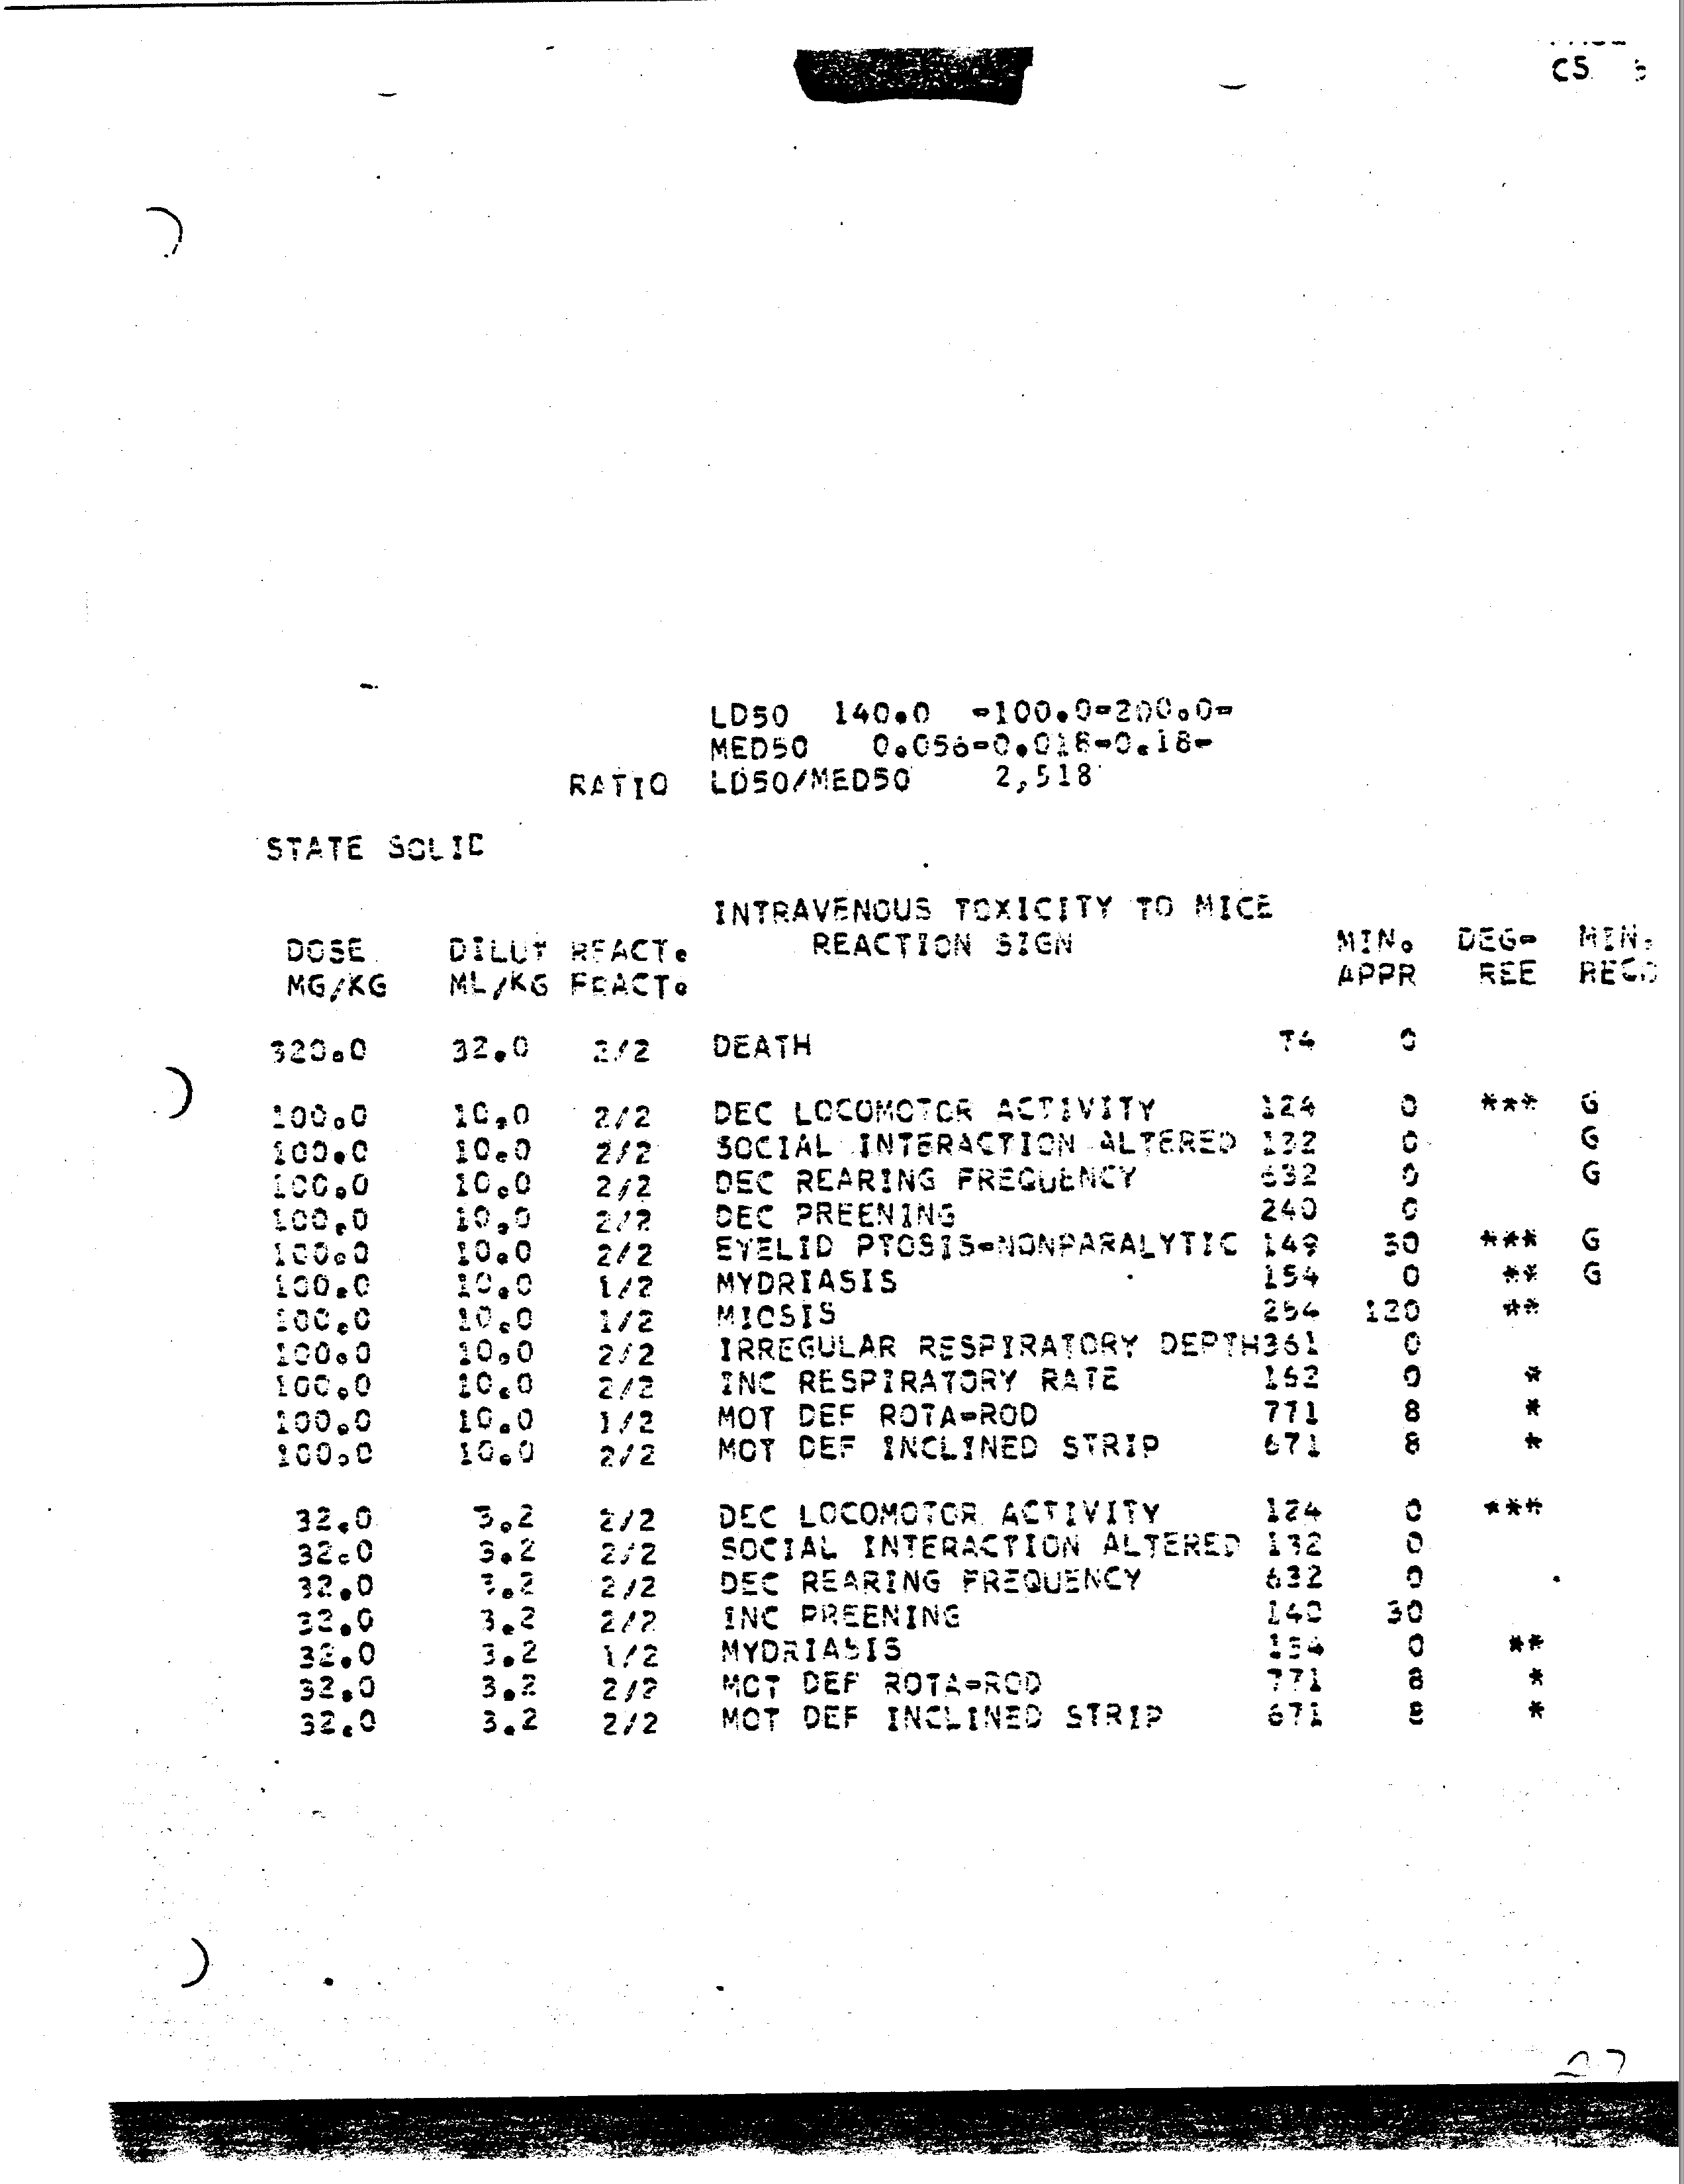 CS
LD50 140.0 -100.0-200.0-
MED50 0.056-0.018-0.18-
RATIO LD50/MED50 2,518
STATE SOLID
INTRAVENOUS TOXICITY TO MICE
DOSE DILUT REACT. REACTION SIGN MIN. DEG- MIN.
MG/KG ML/KG FRACT. APPR REE RECO
320.0 32.0 2/2 DEATH T4 0
100.0 10.0 2/2 DEC LOCOMOTOR ACTIVITY 124 0 *** G
100.0 10.0 2/2 SOCIAL INTERACTION ALTERED 132 0 G
100.0 10.0 2/2 DEC REARING FREQUENCY 632 0 G
100.0 10.0 2/2 DEC PREENING 240 0
100.0 10.0 2/2 EYELID PTOSIS-NONPARALYTIC 149 30 *** G
100.0 10.0 1/2 MYDRIASIS 154 0 ** G
100.0 10.0 1/2 MIOSIS 254 120 **
100.0 10.0 2/2 IRREGULAR RESPIRATORY DEPTH361 0
100.0 10.0 2/2 INC RESPIRATORY RATE 162 0 *
100.0 10.0 1/2 MOT DEF ROTA-ROD 771 8 *
100.0 10.0 2/2 MOT DEF INCLINED STRIP 671 8 *
32.0 3.2 2/2 DEC LOCOMOTOR ACTIVITY 124 0 ***
32.0 3.2 2/2 SOCIAL INTERACTION ALTERED 132 0
32.0 3.2 2/2 DEC REARING FREQUENCY 632 0
32.0 3.2 2/2 INC PREENING 140 30
32.0 3.2 1/2 MYDRIASIS 154 0 **
32.0 3.2 2/2 MOT DEF ROTA-ROD 771 8 *
32.0 3.2 2/2 MOT DEF INCLINED STRIP 671 8 *
27